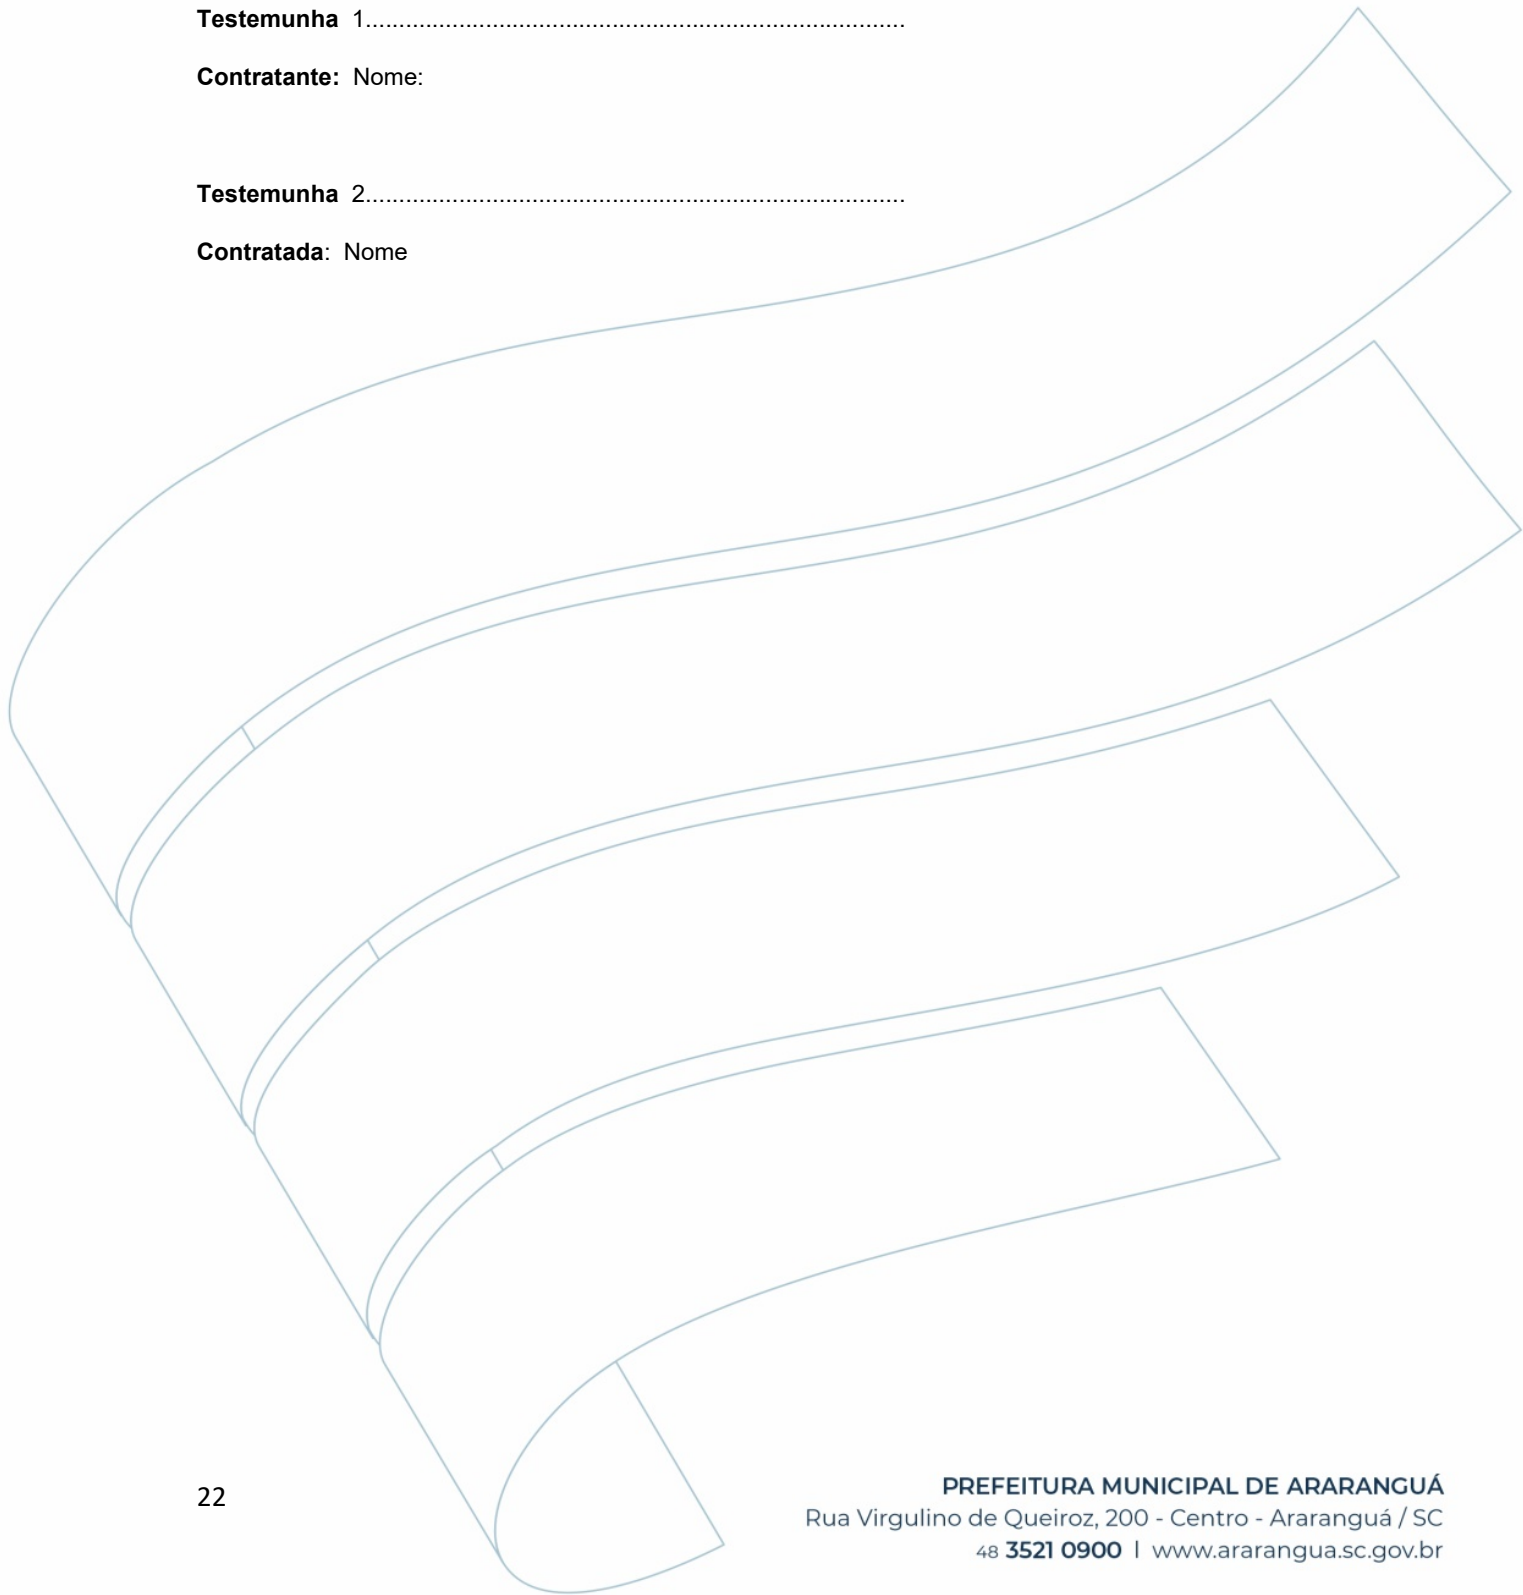 Testemunha 1.................................................................................
Contratante: Nome:
Testemunha 2.................................................................................
Contratada: Nome
22
PREFEITURA MUNICIPAL DE ARARANGUÁ
Rua Virgulino de Queiroz, 200 - Centro - Araranguá / SC
48 3521 0900 | www.ararangua.sc.gov.br